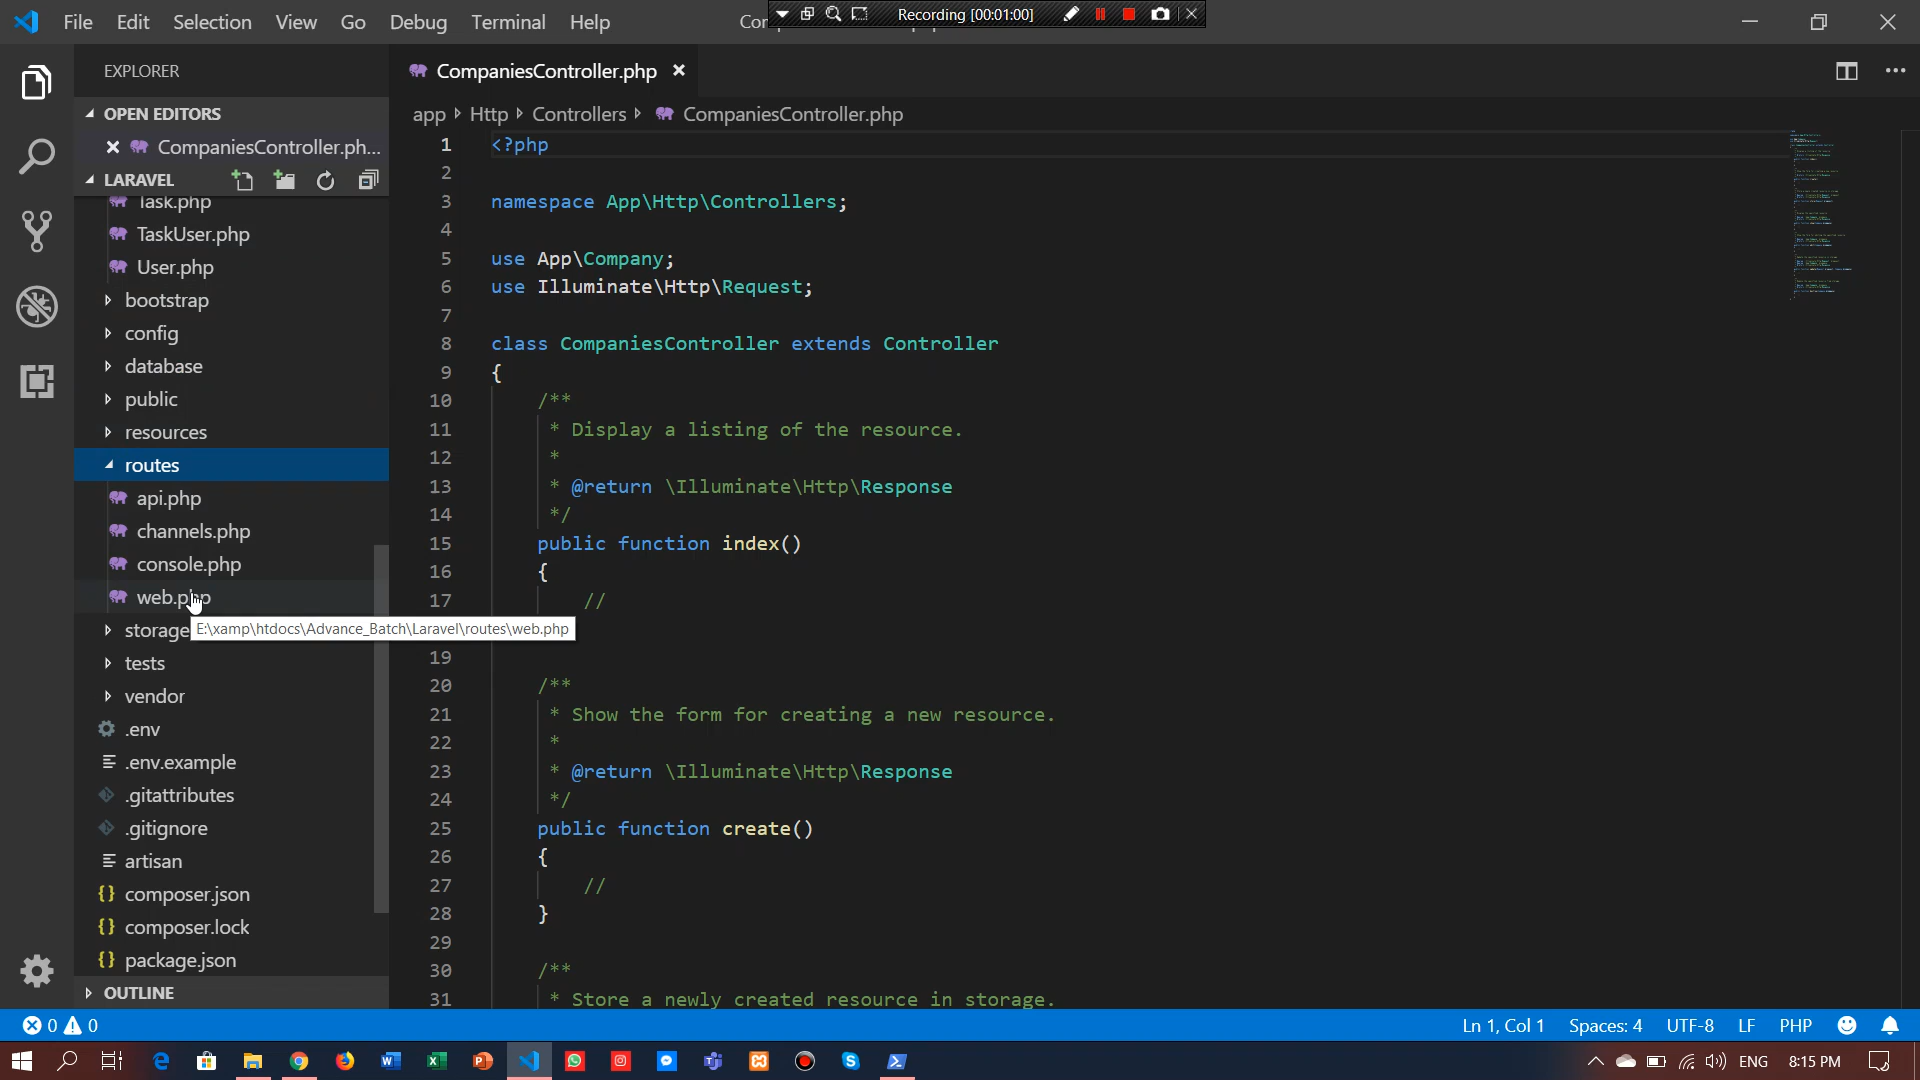 File Edit Selection View Go Debug Terminal Help
Recording [00:01:00]
EXPLORER
OPEN EDITORS
CompaniesController.ph...
LARAVEL
Task.php
TaskUser.php
User.php
bootstrap
config
database
public
resources
routes
api.php
channels.php
console.php
web.php
E:\xamp\htdocs\Advance_Batch\Laravel\routes\web.php
storage
tests
vendor
.env
.env.example
.gitattributes
.gitignore
artisan
composer.json
composer.lock
package.json
OUTLINE
CompaniesController.php
app Http Controllers CompaniesController.php
1 <?php
2
3 namespace App\Http\Controllers;
4
5 use App\Company;
6 use Illuminate\Http\Request;
7
8 class CompaniesController extends Controller
9 {
10 /**
11 * Display a listing of the resource.
12 *
13 * @return \Illuminate\Http\Response
14 */
15 public function index()
16 {
17 //
19
20 /**
21 * Show the form for creating a new resource.
22 *
23 * @return \Illuminate\Http\Response
24 */
25 public function create()
26 {
27 //
28 }
29
30 /**
31 * Store a newly created resource in storage.
0 0
Ln 1, Col 1 Spaces: 4 UTF-8 LF PHP
ENG 8:15 PM